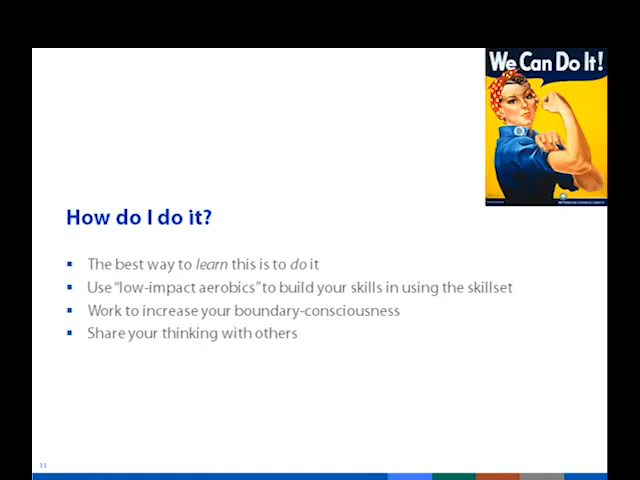 We Can Do It!
How do I do it?
The best way to learn this is to do it
Use “low-impact aerobics” to build your skills in using the skillset
Work to increase your boundary-consciousness
Share your thinking with others
11